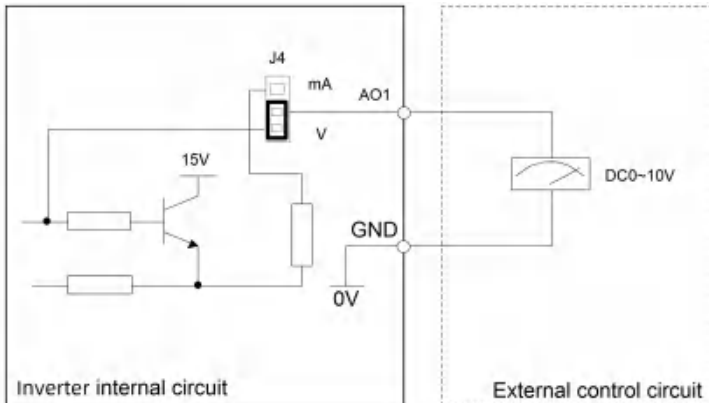 J4
mA
AO1
V
15V
DC0~10V
GND
0V
Inverter internal circuit
External control circuit